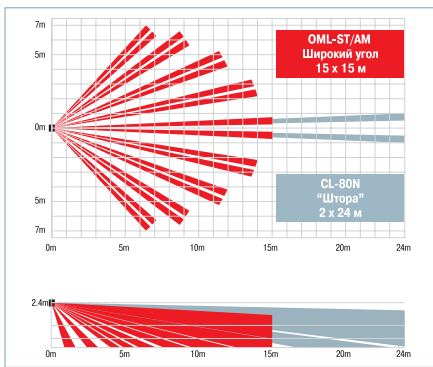 7m
5m
0m
5m
7m
OML-ST/AM
Широкий угол
15 x 15 м
CL-80N
“Штора”
2 x 24 м
0m 5m 10m 15m 20m 24m
2.4m
0m 5m 10m 15m 20m 24m